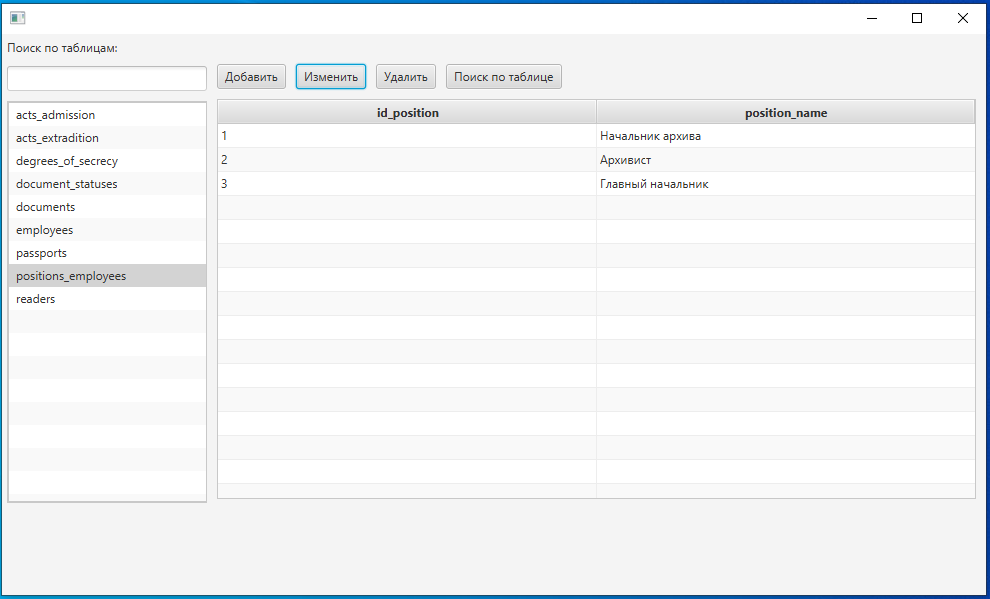 Поиск по таблицам:
Добавить
Изменить
Удалить
Поиск по таблице
acts_admission
acts_extradition
degrees_of_secrecy
document_statuses
documents
employees
passports
positions_employees
readers
id_position position_name
1 Начальник архива
2 Архивист
3 Главный начальник